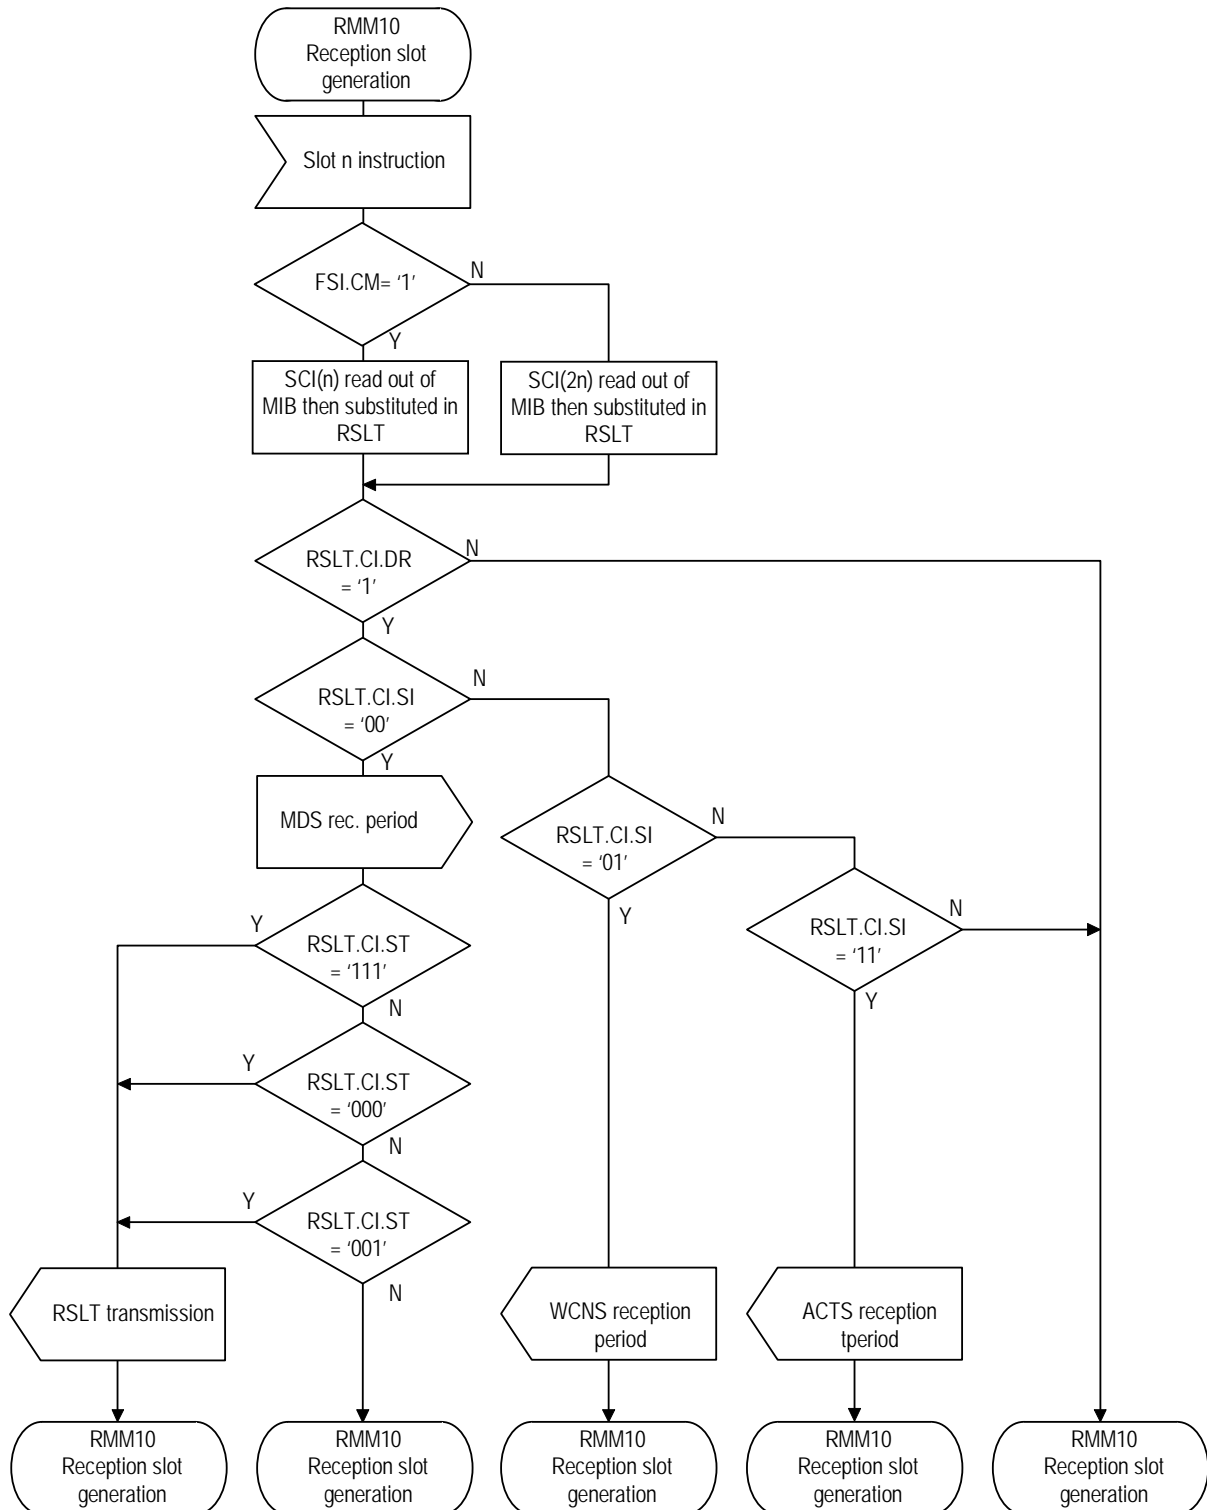 RMM10
Reception slot
generation
Slot n instruction
FSI.CM= ‘1’
N
Y
SCI(n) read out of
MIB then substituted in
RSLT
SCI(2n) read out of
MIB then substituted in
RSLT
RSLT.CI.DR
= ‘1’
N
Y
RSLT.CI.SI
= ‘00’
N
Y
MDS rec. period
RSLT.CI.SI
= ‘01’
N
Y
RSLT.CI.SI
= ‘11’
N
Y
RSLT.CI.ST
= ‘111’
Y
N
RSLT.CI.ST
= ‘000’
Y
N
RSLT.CI.ST
= ‘001’
Y
N
RSLT transmission
WCNS reception
period
ACTS reception
tperiod
RMM10
Reception slot
generation
RMM10
Reception slot
generation
RMM10
Reception slot
generation
RMM10
Reception slot
generation
RMM10
Reception slot
generation